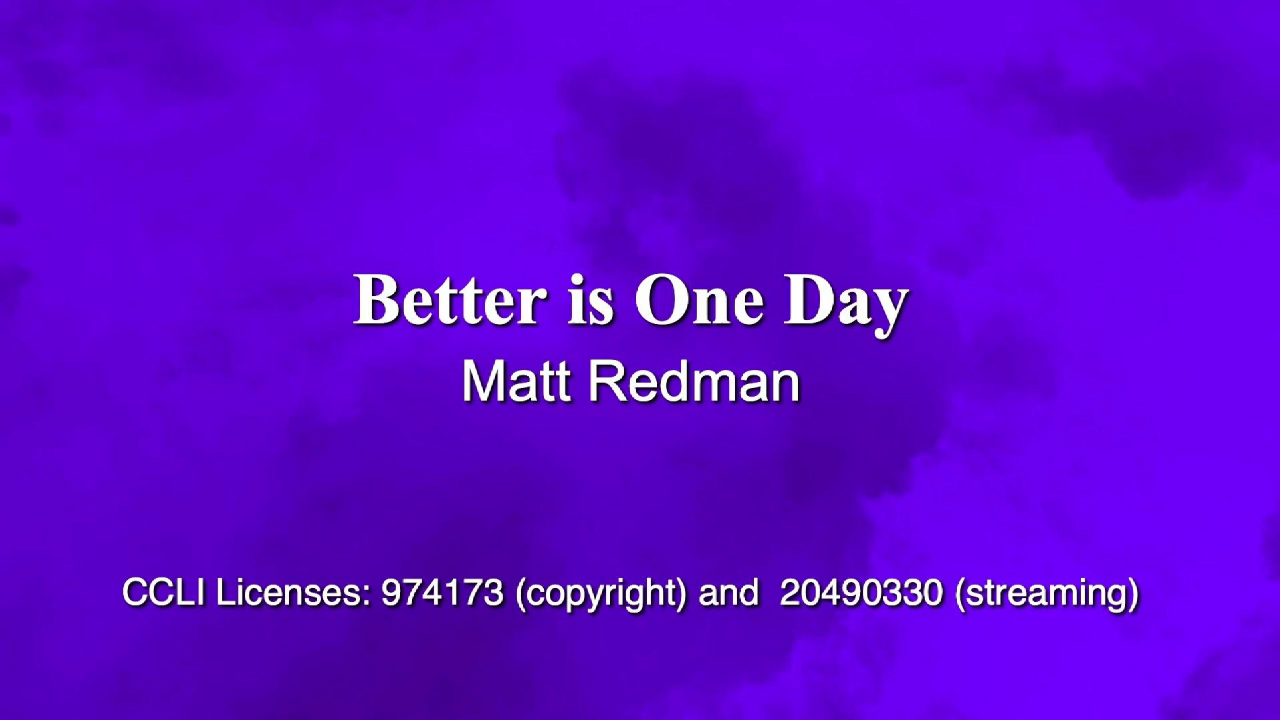 Better is One Day
Matt Redman
CCLI Licenses: 974173 (copyright) and  20490330 (streaming)